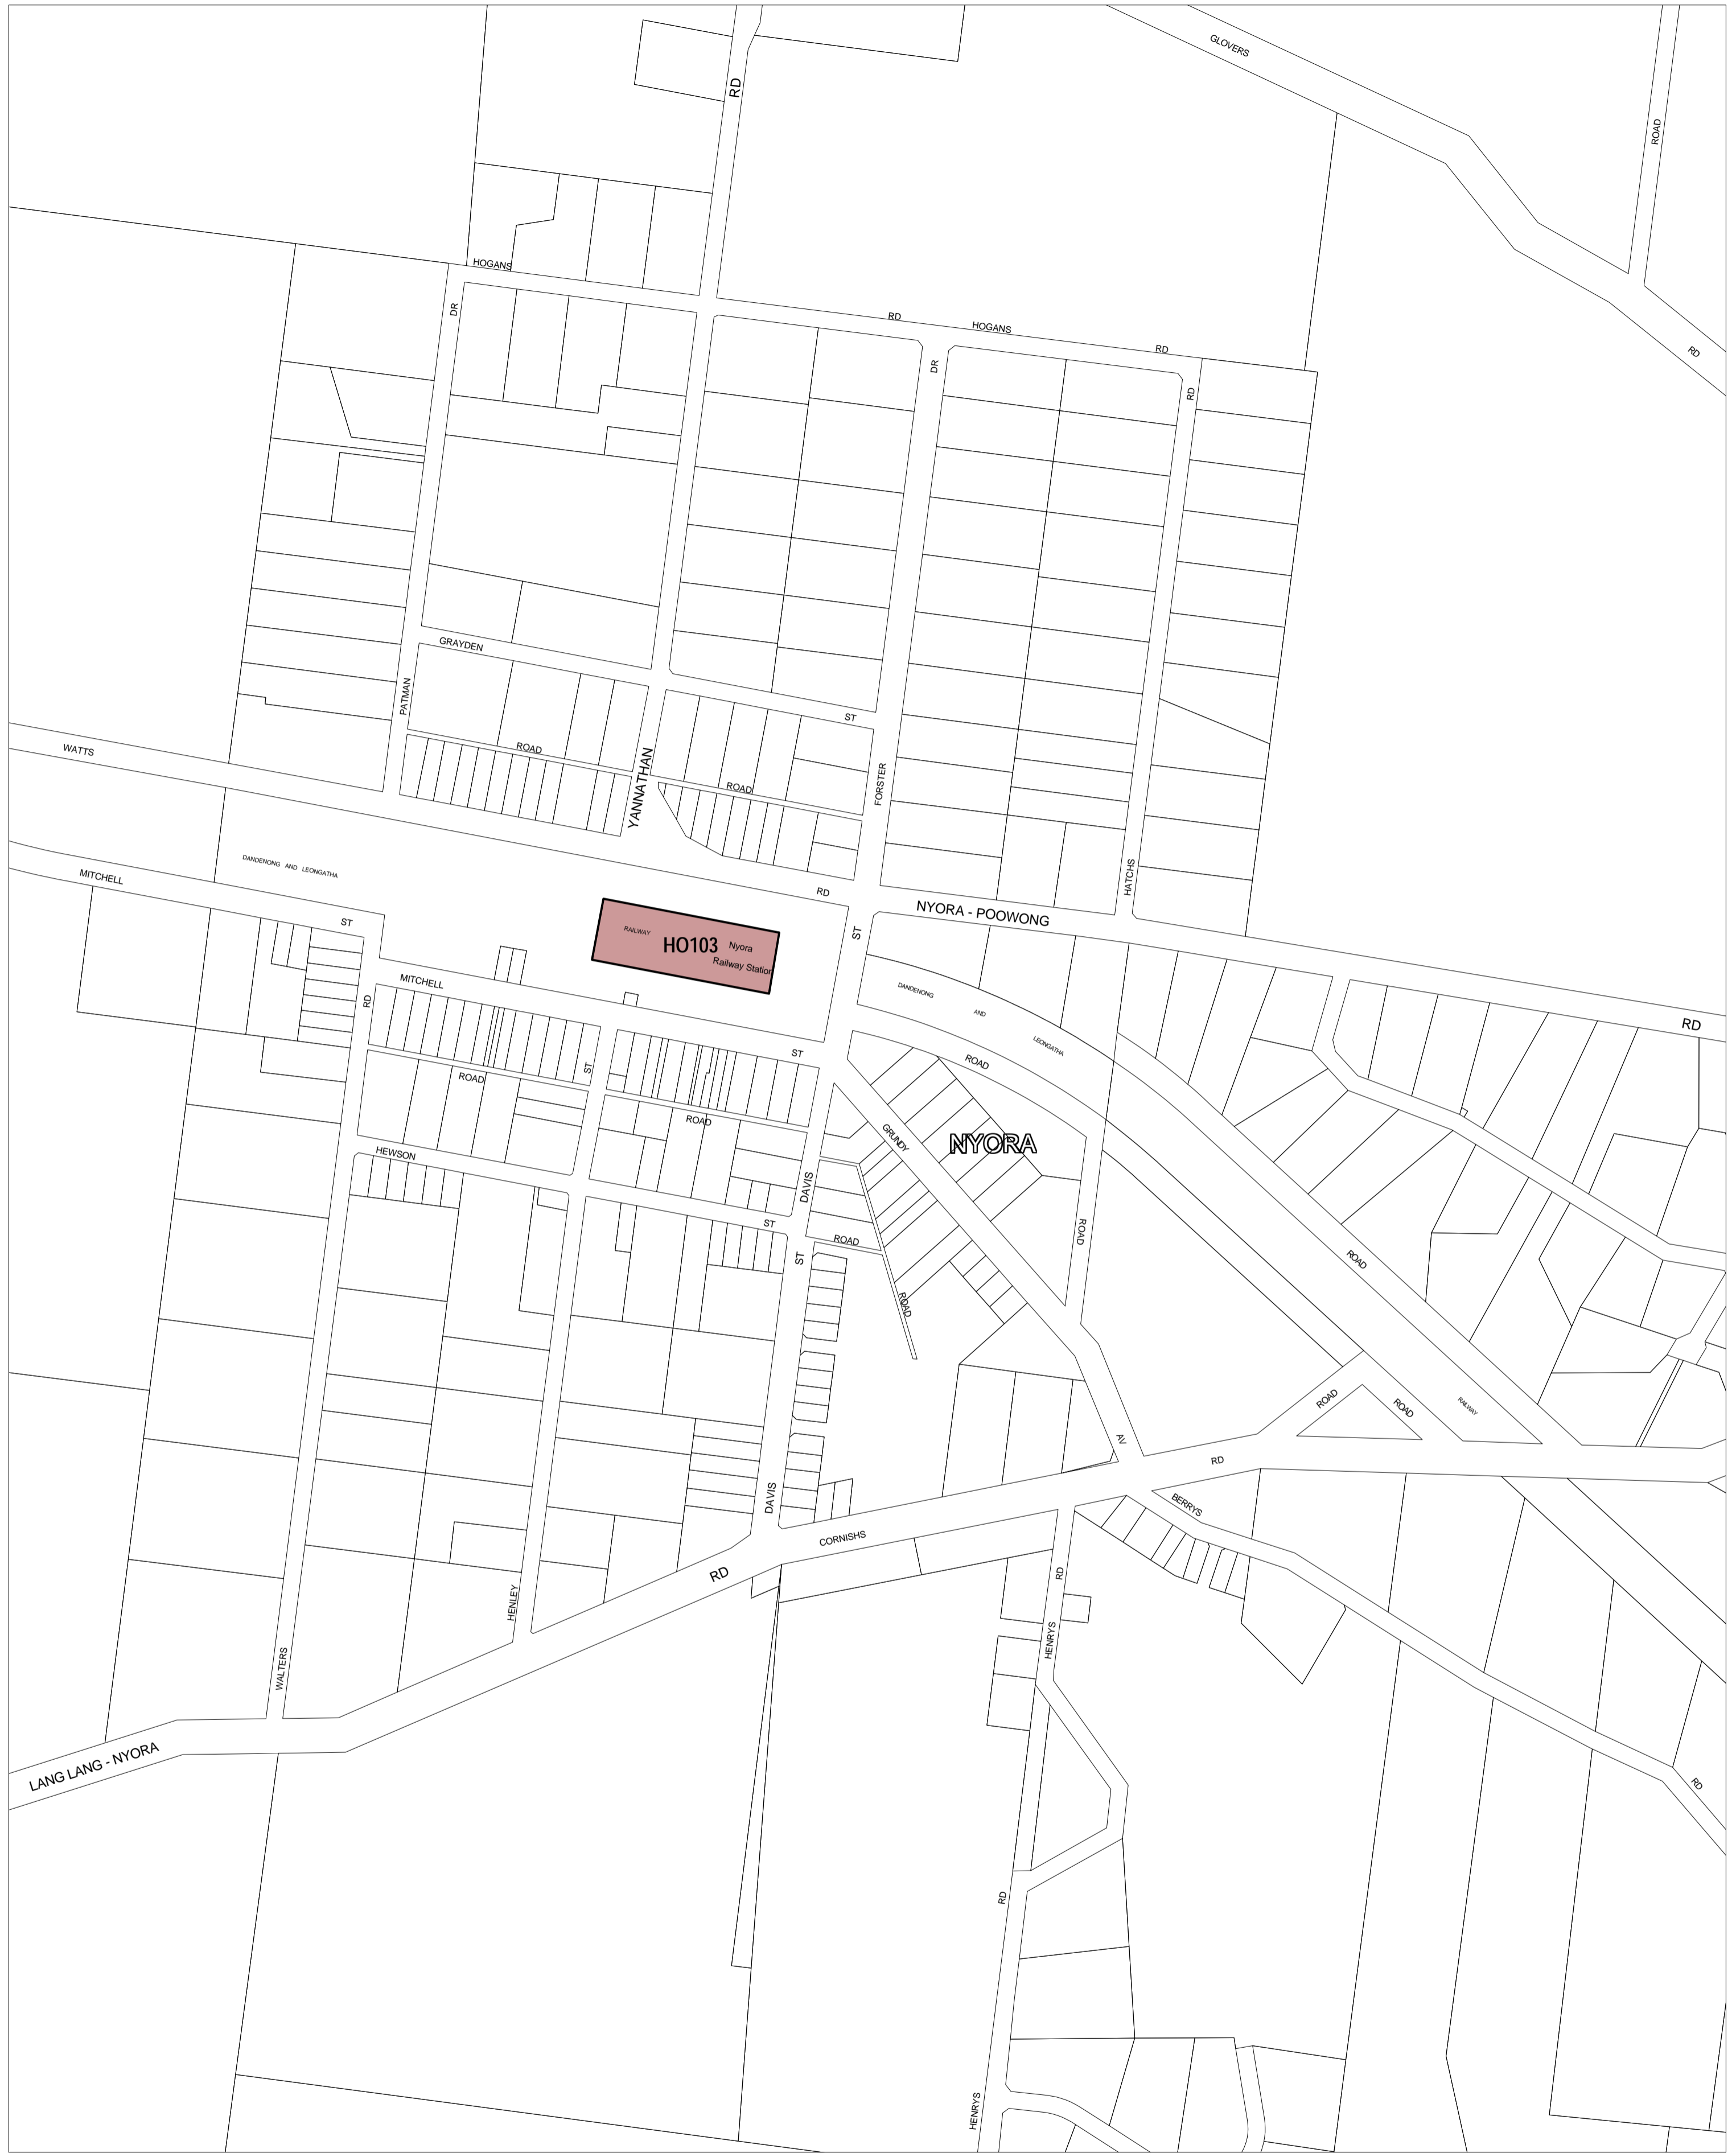 GLOVERS
RD
ROAD
HOGANS
DR
RD
HOGANS
RD
RD
DR
RD
GRAYDEN
PATMAN
ST
WATTS
ROAD
YANNATHAN
ROAD
FORSTER
DANDENONG AND LEONGATHA
MITCHELL
HATCHS
RD
NYORA - POOWONG
ST
RAILWAY
HO103
Nyora
Railway Station
ST
MITCHELL
DANDENONG
AND
LEONGATHA
RD
RD
ST
ROAD
ST
ROAD
ROAD
GRUNDY
NYORA
HEWSON
DAVIS
ST
ROAD
ROAD
ST
ROAD
ROAD
ROAD
ROAD
RAILWAY
AV
RD
DAVIS
BERRYS
CORNISHS
RD
RD
HENLEY
HENRYS
WALTERS
LANG LANG - NYORA
RD
RD
HENRYS